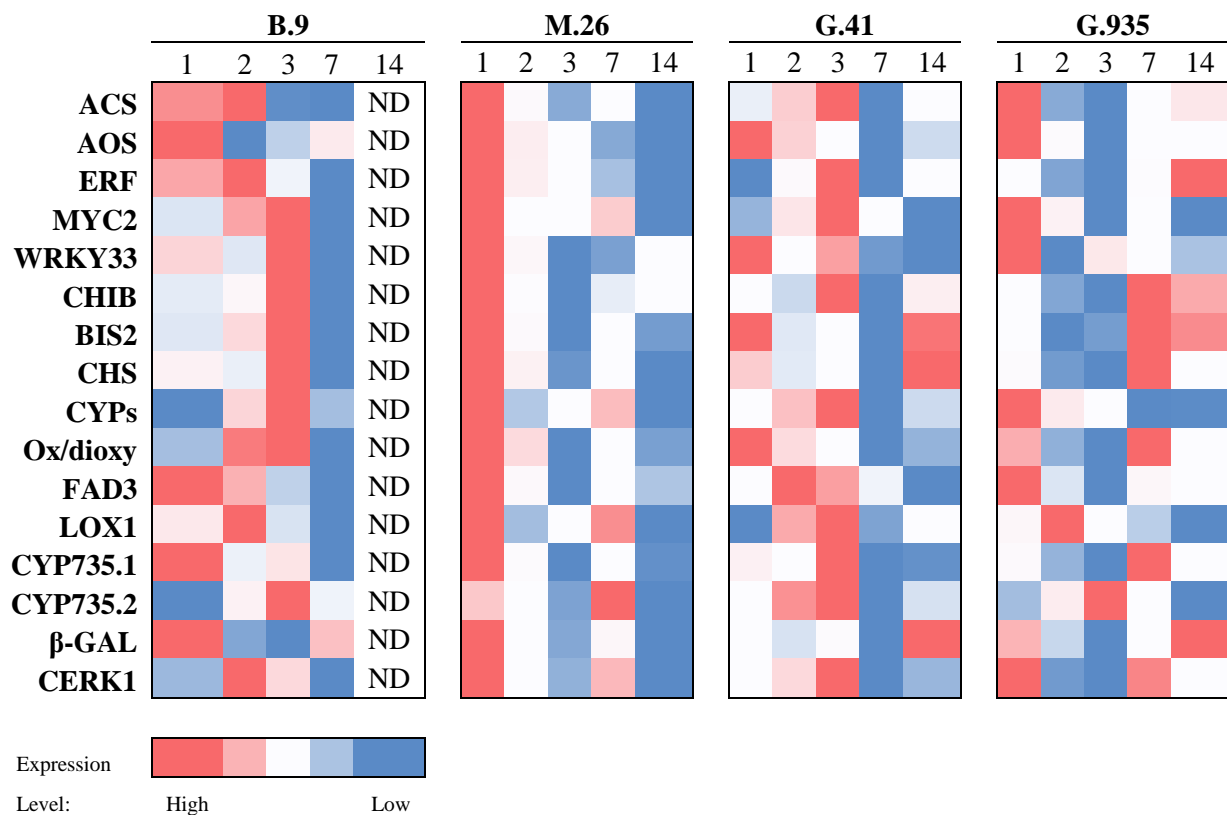 B.9 M.26 G.41 G.935
1 2 3 7 14 1 2 3 7 14 1 2 3 7 14 1 2 3 7 14
ACS ND
AOS ND
ERF ND
MYC2 ND
WRKY33 ND
CHIB ND
BIS2 ND
CHS ND
CYPs ND
Ox/dioxy ND
FAD3 ND
LOX1 ND
CYP735.1 ND
CYP735.2 ND
β-GAL ND
CERK1 ND
Expression
Level: High Low